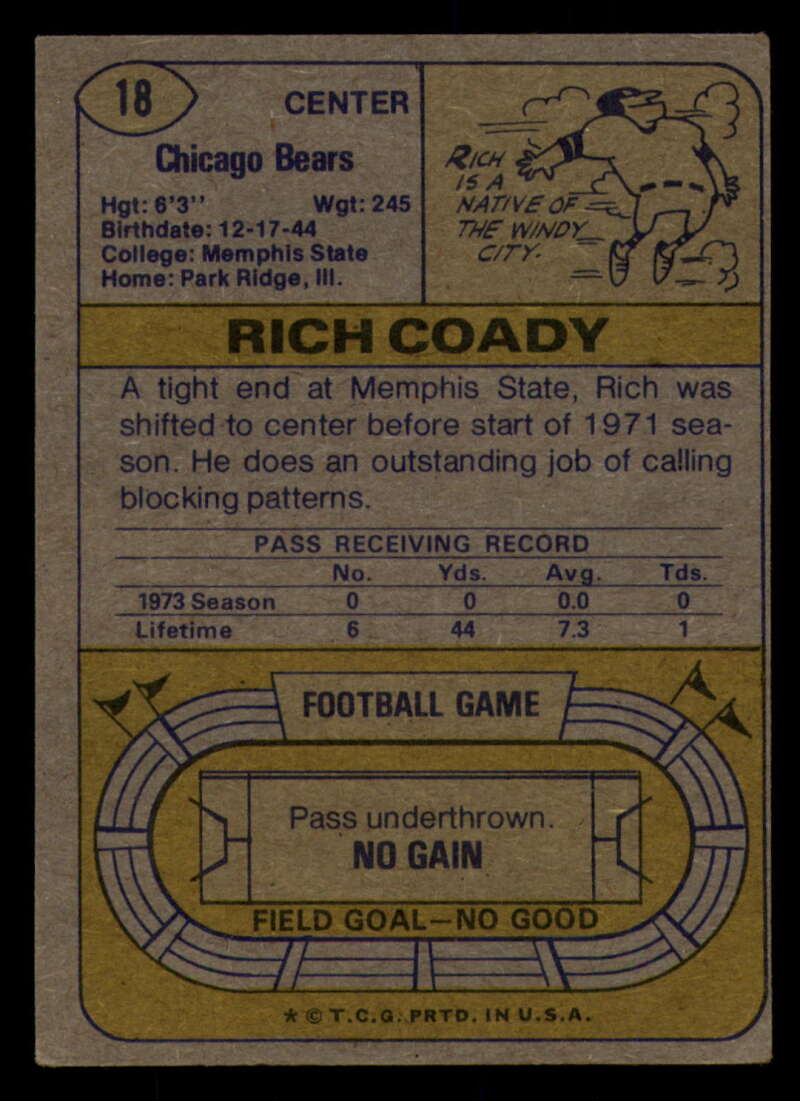 18
CENTER
Chicago Bears
Hgt: 6'3'' Wgt: 245
Birthdate: 12-17-44
College: Memphis State
Home: Park Ridge, Ill.
RICH
IS A
NATIVE OF
THE WINDY
CITY.
RICH COADY
A tight end at Memphis State, Rich was
shifted to center before start of 1971 sea-
son. He does an outstanding job of calling
blocking patterns.
PASS RECEIVING RECORD
No. Yds. Avg. Tds.
1973 Season 0 0 0.0 0
Lifetime 6 44 7.3 1
FOOTBALL GAME
Pass underthrown.
NO GAIN
FIELD GOAL—NO GOOD
* © T.C.G. PRTD. IN U.S.A.